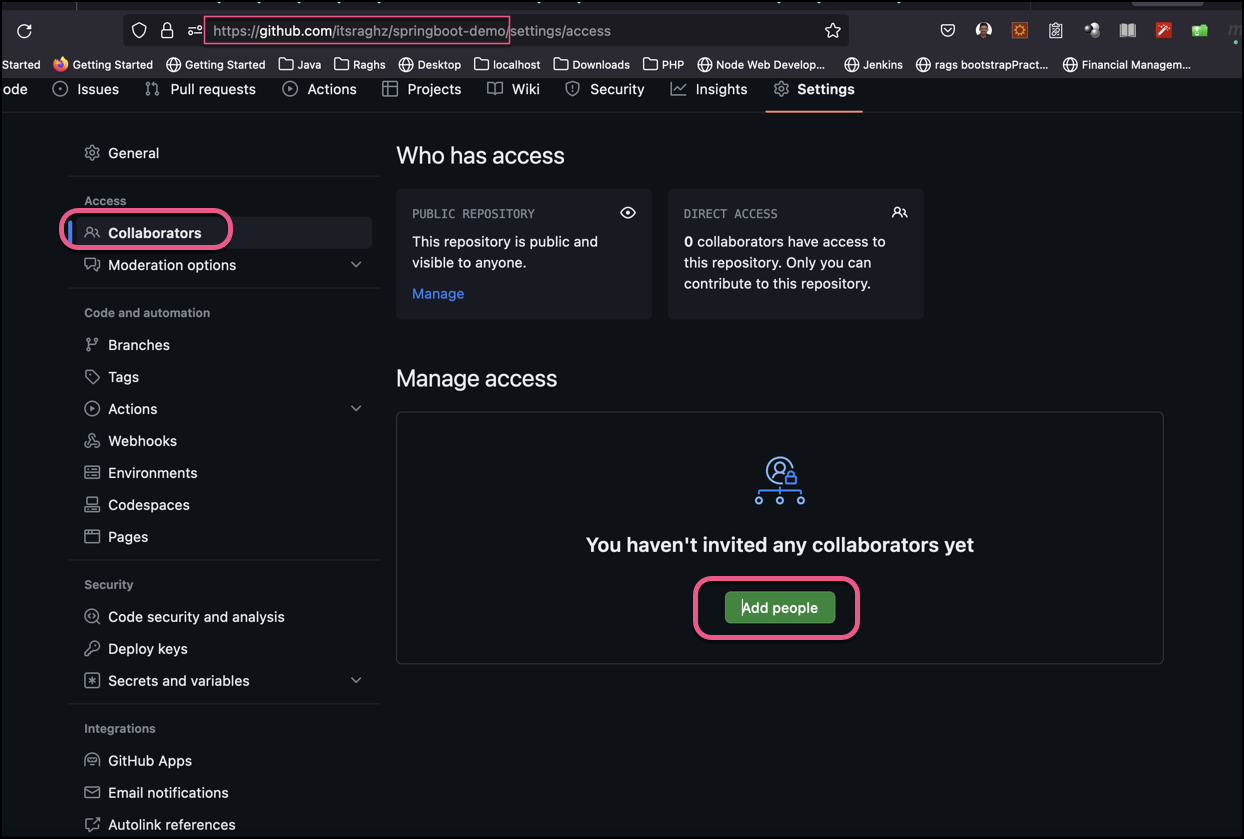 https://github.com/itsraghz/springboot-demo/settings/access
Started Getting Started Getting Started Java Raghs Desktop localhost Downloads PHP Node Web Develop... Jenkins rags bootstrapPract... Financial Managem...
ode Issues Pull requests Actions Projects Wiki Security Insights Settings
General
Access
Collaborators
Moderation options
Code and automation
Branches
Tags
Actions
Webhooks
Environments
Codespaces
Pages
Security
Code security and analysis
Deploy keys
Secrets and variables
Integrations
GitHub Apps
Email notifications
Autolink references
Who has access
PUBLIC REPOSITORY
This repository is public and
visible to anyone.
Manage
DIRECT ACCESS
0 collaborators have access to
this repository. Only you can
contribute to this repository.
Manage access
You haven't invited any collaborators yet
Add people